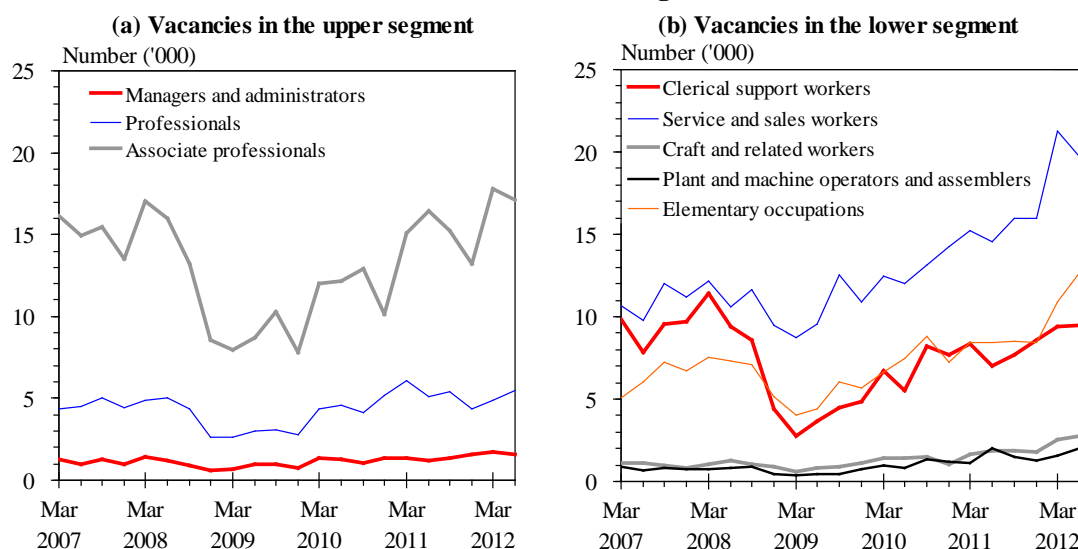 (a) Vacancies in the upper segment
Number ('000)
25
20
15
10
5
0
Managers and administrators
Professionals
Associate professionals
Mar Mar Mar Mar Mar Mar
2007 2008 2009 2010 2011 2012
(b) Vacancies in the lower segment
Number ('000)
25
20
15
10
5
0
Clerical support workers
Service and sales workers
Craft and related workers
Plant and machine operators and assemblers
Elementary occupations
Mar Mar Mar Mar Mar Mar
2007 2008 2009 2010 2011 2012